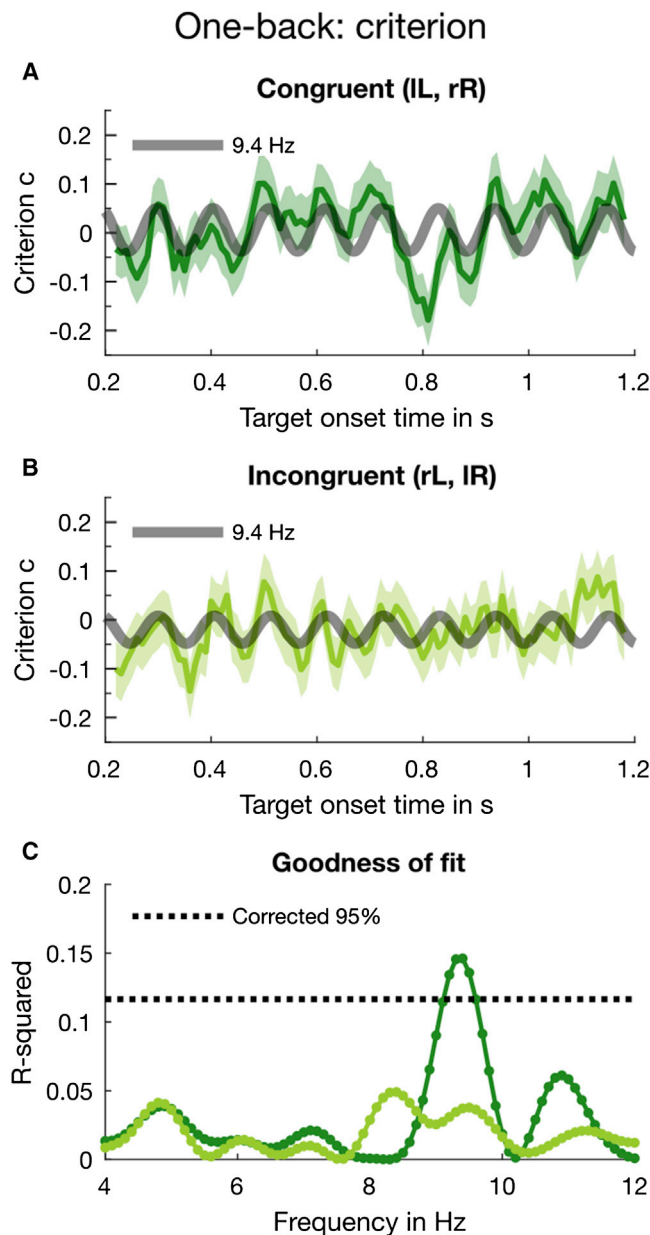 One-back: criterion
A
Congruent (lL, rR)
0.2
0.1
0
-0.1
-0.2
Criterion c
9.4 Hz
0.2 0.4 0.6 0.8 1 1.2
Target onset time in s
B
Incongruent (rL, lR)
0.2
0.1
0
-0.1
-0.2
Criterion c
9.4 Hz
0.2 0.4 0.6 0.8 1 1.2
Target onset time in s
C
Goodness of fit
0.2
0.15
0.1
0.05
0
R-squared
Corrected 95%
4 6 8 10 12
Frequency in Hz